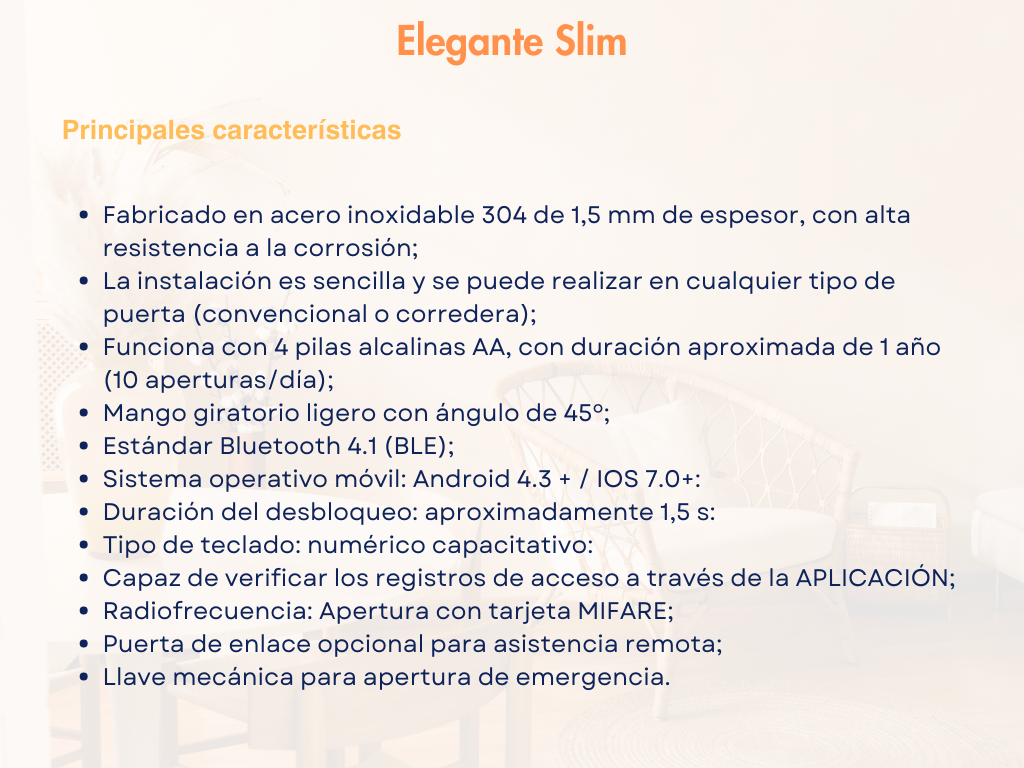 Elegante Slim
Principales características
• Fabricado en acero inoxidable 304 de 1,5 mm de espesor, con alta
resistencia a la corrosión;
• La instalación es sencilla y se puede realizar en cualquier tipo de
puerta (convencional o corredera);
• Funciona con 4 pilas alcalinas AA, con duración aproximada de 1 año
(10 aperturas/día);
• Mango giratorio ligero con ángulo de 45º;
• Estándar Bluetooth 4.1 (BLE);
• Sistema operativo móvil: Android 4.3 + / IOS 7.0+:
• Duración del desbloqueo: aproximadamente 1,5 s:
• Tipo de teclado: numérico capacitativo:
• Capaz de verificar los registros de acceso a través de la APLICACIÓN;
• Radiofrecuencia: Apertura con tarjeta MIFARE;
• Puerta de enlace opcional para asistencia remota;
• Llave mecánica para apertura de emergencia.